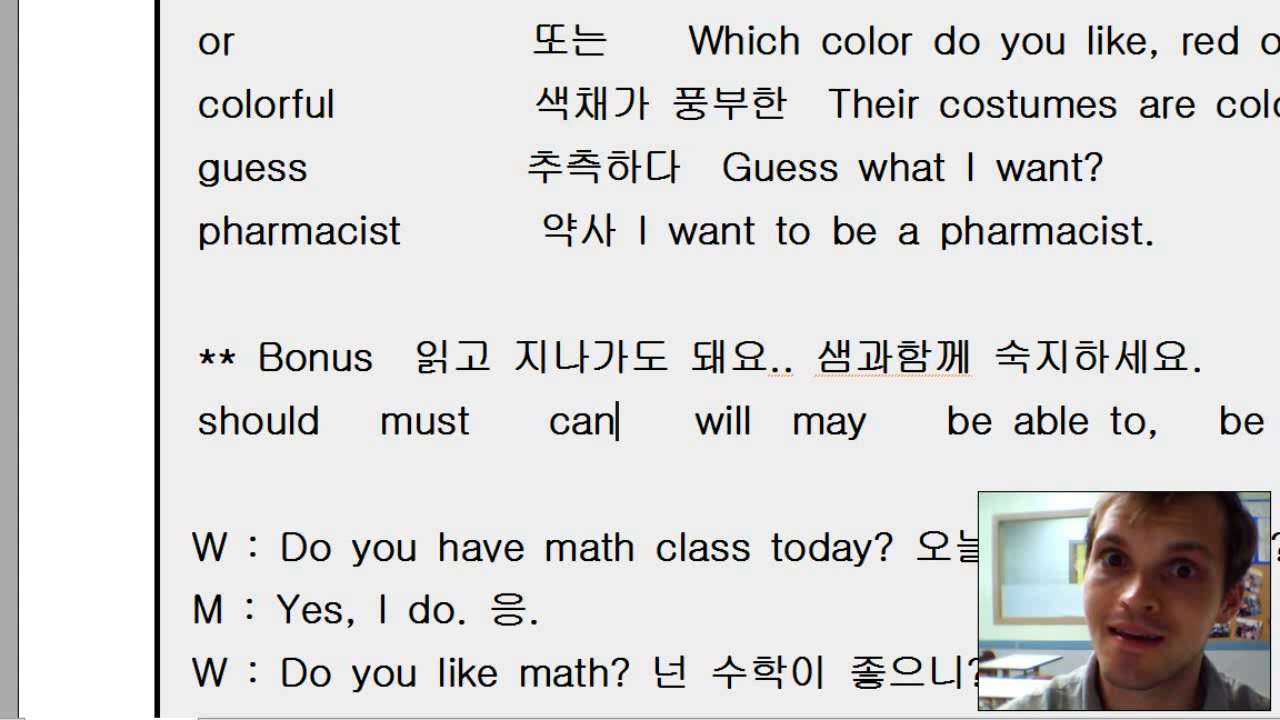 or 또는 Which color do you like, red o
colorful 색채가 풍부한 Their costumes are colo
guess 추측하다 Guess what I want?
pharmacist 약사 I want to be a pharmacist.
** Bonus 읽고 지나가도 돼요.. 샘과함께 숙지하세요.
should must can will may be able to, be
W : Do you have math class today? 오늘 ?
M : Yes, I do. 응.
W : Do you like math? 넌 수학이 좋으니?